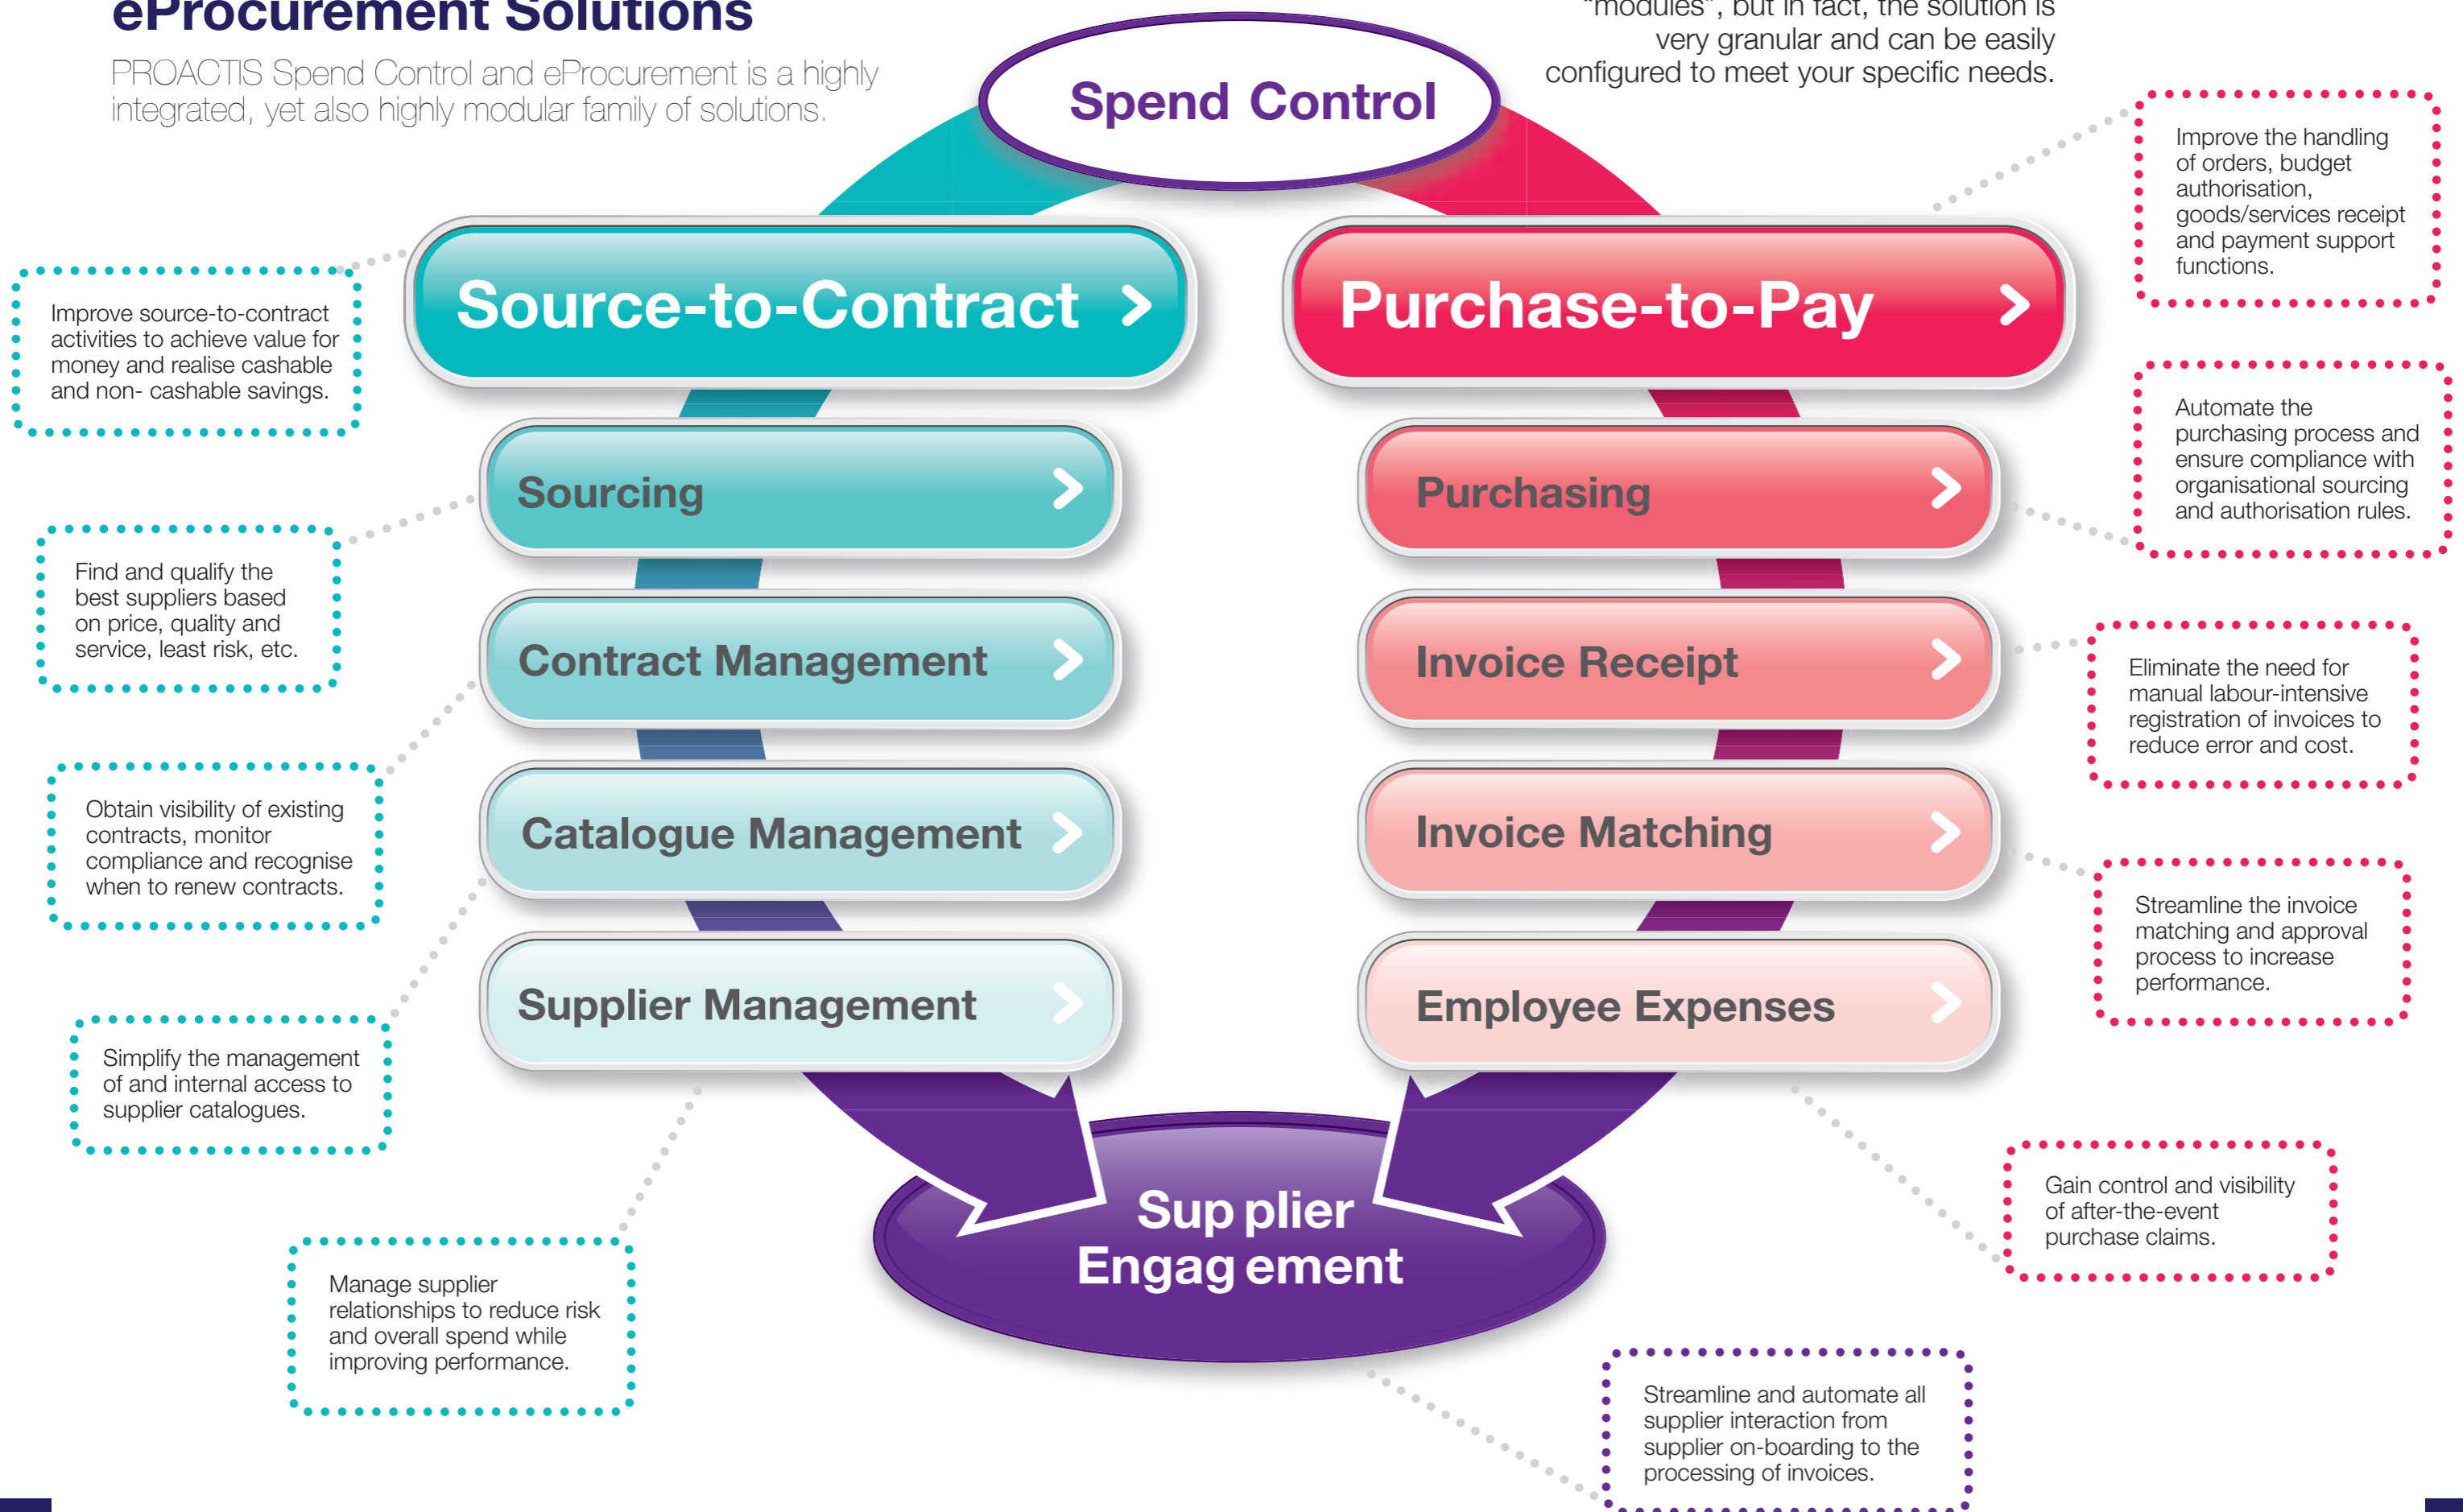 eProcurement Solutions
PROACTIS Spend Control and eProcurement is a highly
integrated, yet also highly modular family of solutions.
"modules", but in fact, the solution is
very granular and can be easily
configured to meet your specific needs.
Spend Control
Source-to-Contract
Improve source-to-contract
activities to achieve value for
money and realise cashable
and non- cashable savings.
Sourcing
Find and qualify the
best suppliers based
on price, quality and
service, least risk, etc.
Contract Management
Obtain visibility of existing
contracts, monitor
compliance and recognise
when to renew contracts.
Catalogue Management
Simplify the management
of and internal access to
supplier catalogues.
Supplier Management
Manage supplier
relationships to reduce risk
and overall spend while
improving performance.
Purchase-to-Pay
Improve the handling
of orders, budget
authorisation,
goods/services receipt
and payment support
functions.
Purchasing
Automate the
purchasing process and
ensure compliance with
organisational sourcing
and authorisation rules.
Invoice Receipt
Eliminate the need for
manual labour-intensive
registration of invoices to
reduce error and cost.
Invoice Matching
Streamline the invoice
matching and approval
process to increase
performance.
Employee Expenses
Gain control and visibility
of after-the-event
purchase claims.
Sup plier
Engag ement
Streamline and automate all
supplier interaction from
supplier on-boarding to the
processing of invoices.